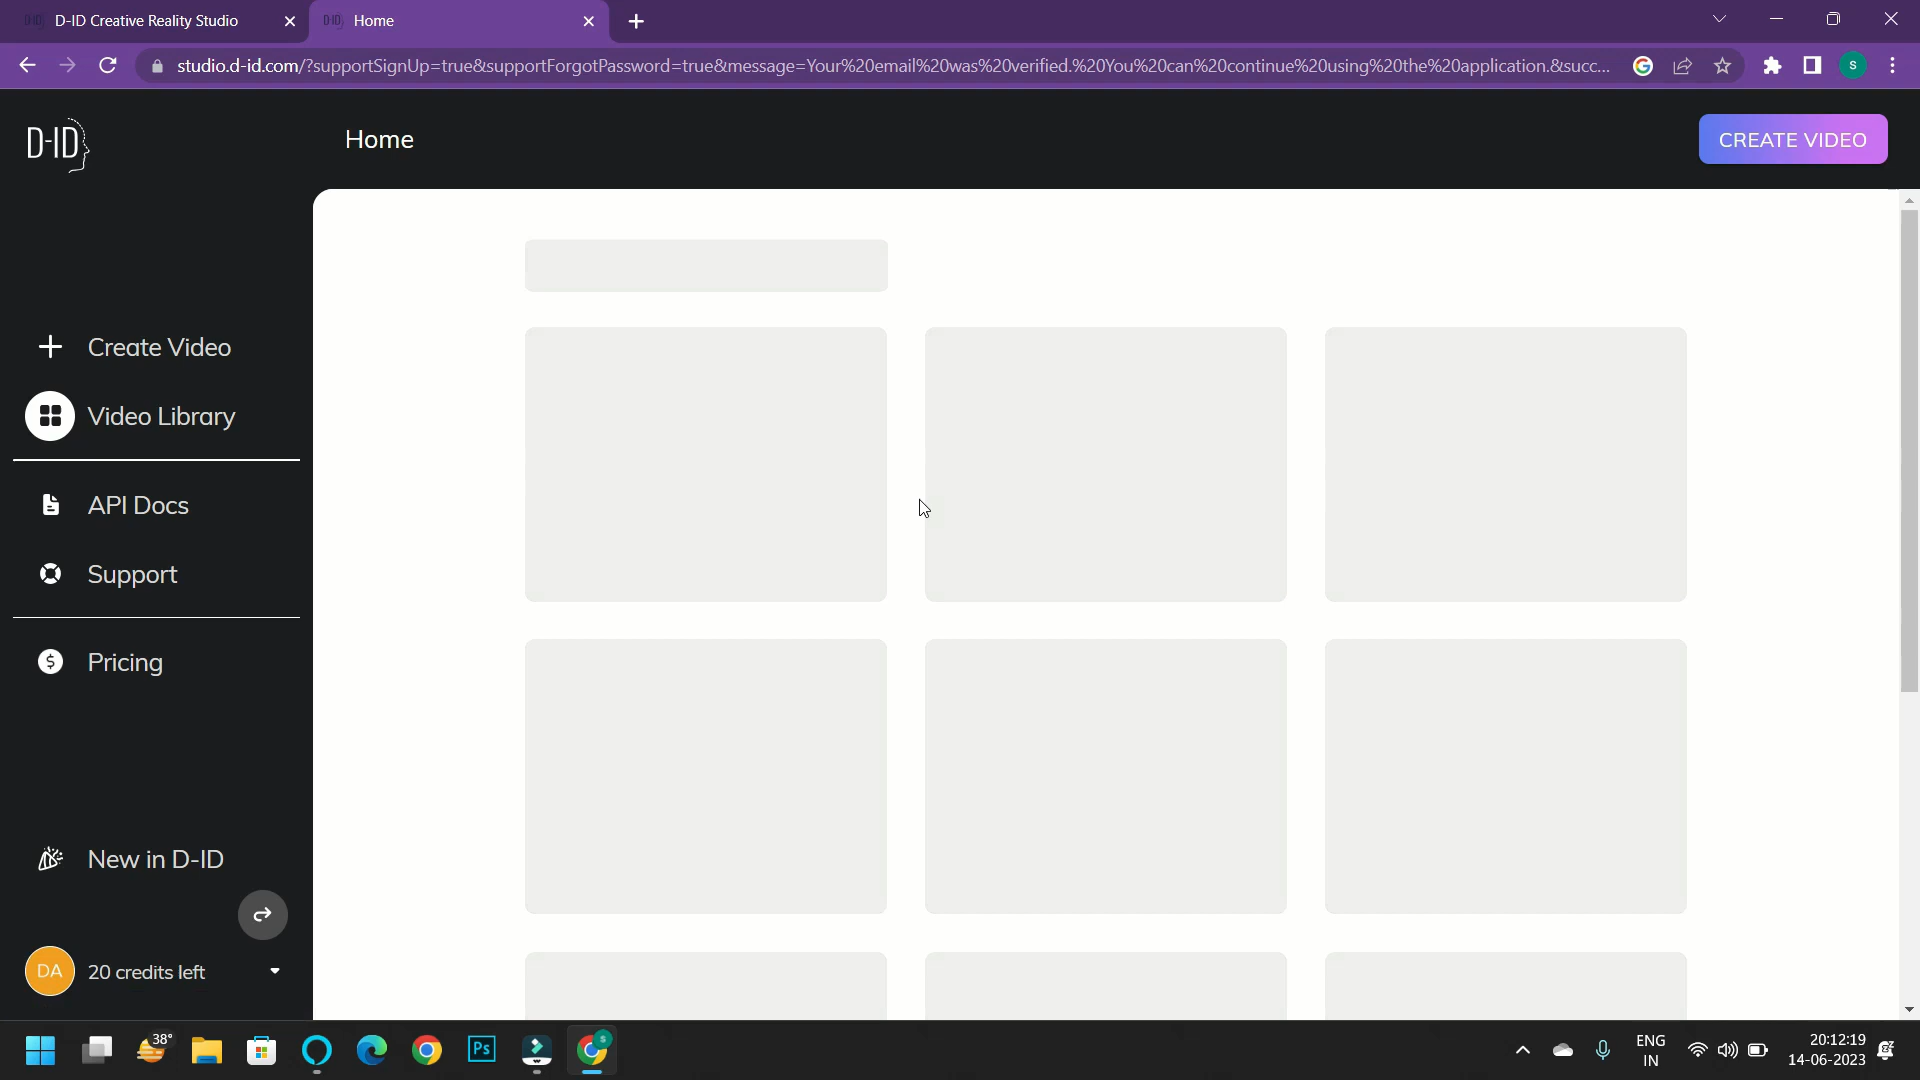 D-ID Creative Reality Studio
Home
studio.d-id.com/?supportSignUp=true&supportForgotPassword=true&message=Your%20email%20was%20verified.%20You%20can%20continue%20using%20the%20application.&succ...
S
D-ID
Home
CREATE VIDEO
Create Video
Video Library
API Docs
Support
$
Pricing
New in D-ID
DA
20 credits left
38°
Ps
S
ENG
IN
20:12:19
14-06-2023